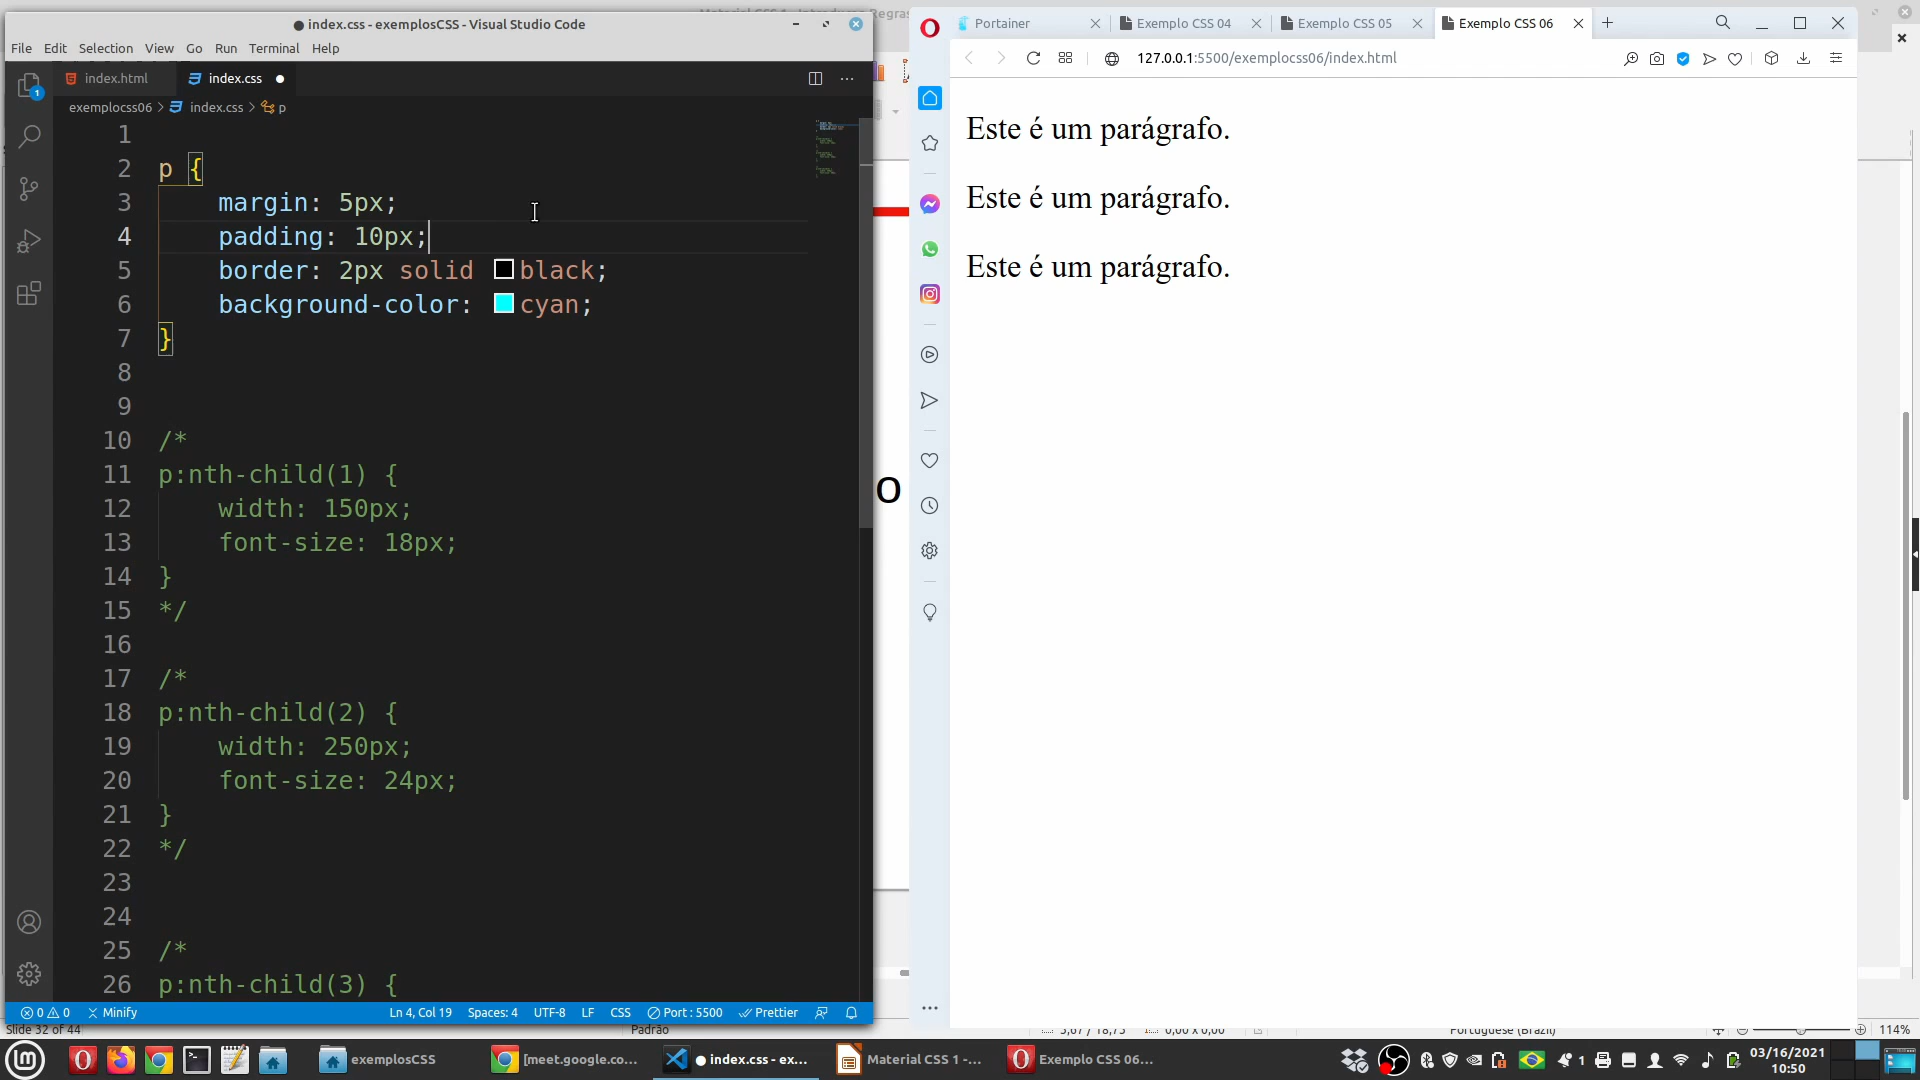 index.css - exemplosCSS - Visual Studio Code
File Edit Selection View Go Run Terminal Help
index.html
index.css
exemplocss06 > index.css > p
1
2 p {
3 margin: 5px;
4 padding: 10px;
5 border: 2px solid black;
6 background-color: cyan;
7 }
8
9
10 /*
11 p:nth-child(1) {
12 width: 150px;
13 font-size: 18px;
14 }
15 */
16
17 /*
18 p:nth-child(2) {
19 width: 250px;
20 font-size: 24px;
21 }
22 */
23
24
25 /*
26 p:nth-child(3) {
1
0 0 Minify
Ln 4, Col 19 Spaces: 4 UTF-8 LF CSS Port : 5500 Prettier
o
Portainer
Exemplo CSS 04
Exemplo CSS 05
Exemplo CSS 06
127.0.0.1:5500/exemplocss06/index.html
Este é um parágrafo.
Este é um parágrafo.
Este é um parágrafo.
Slide 32 of 44
Padrão
114%
exemplosCSS
[meet.google.co...
index.css - ex...
Material CSS 1 -...
Exemplo CSS 06...
1
03/16/2021
10:50